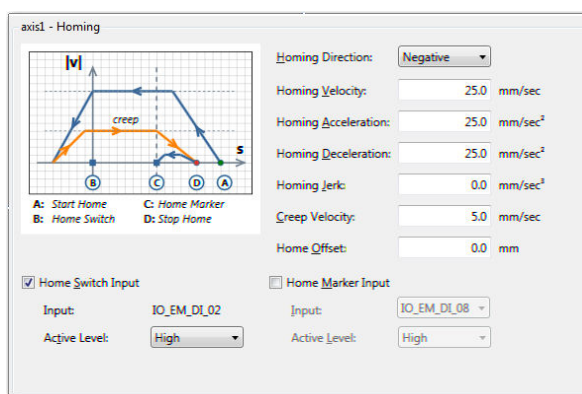 axis1 - Homing
|v|
creep
s
B C D A
A: Start Home C: Home Marker
B: Home Switch D: Stop Home
Homing Direction: Negative
Homing Velocity: 25.0 mm/sec
Homing Acceleration: 25.0 mm/sec²
Homing Deceleration: 25.0 mm/sec²
Homing Jerk: 0.0 mm/sec³
Creep Velocity: 5.0 mm/sec
Home Offset: 0.0 mm
Home Switch Input
Input: IO_EM_DI_02
Active Level: High
Home Marker Input
Input: IO_EM_DI_08
Active Level: High